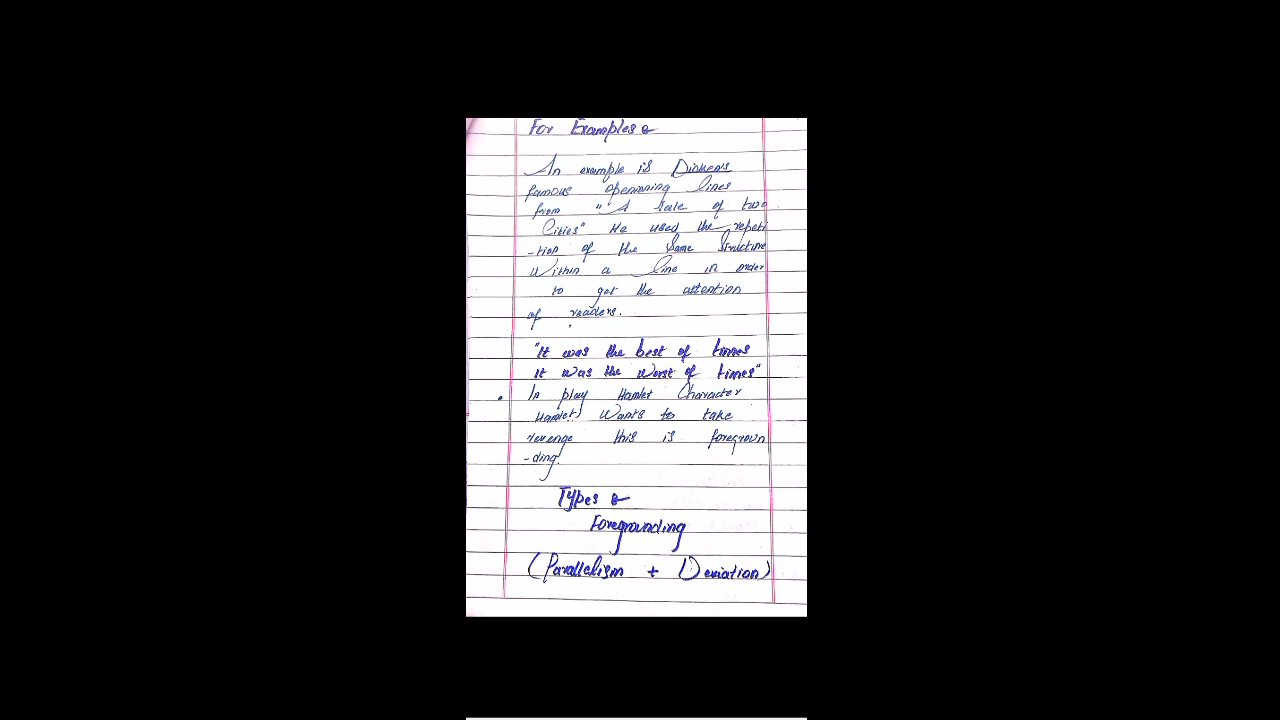 For Examples:-
An example is Dickens
famous openning lines
from "A tale of two
Cities" He used the repeti
-tion of the Same Structure
Within a line in order
to get the attention
of readers.
"It was the best of times
It was the worst of times"
In play Hamlet Character
Hamlet) Wants to take
revenge this is foregroun
-ding.
Types :-
Foregrounding
(Parallelism + Deviation)